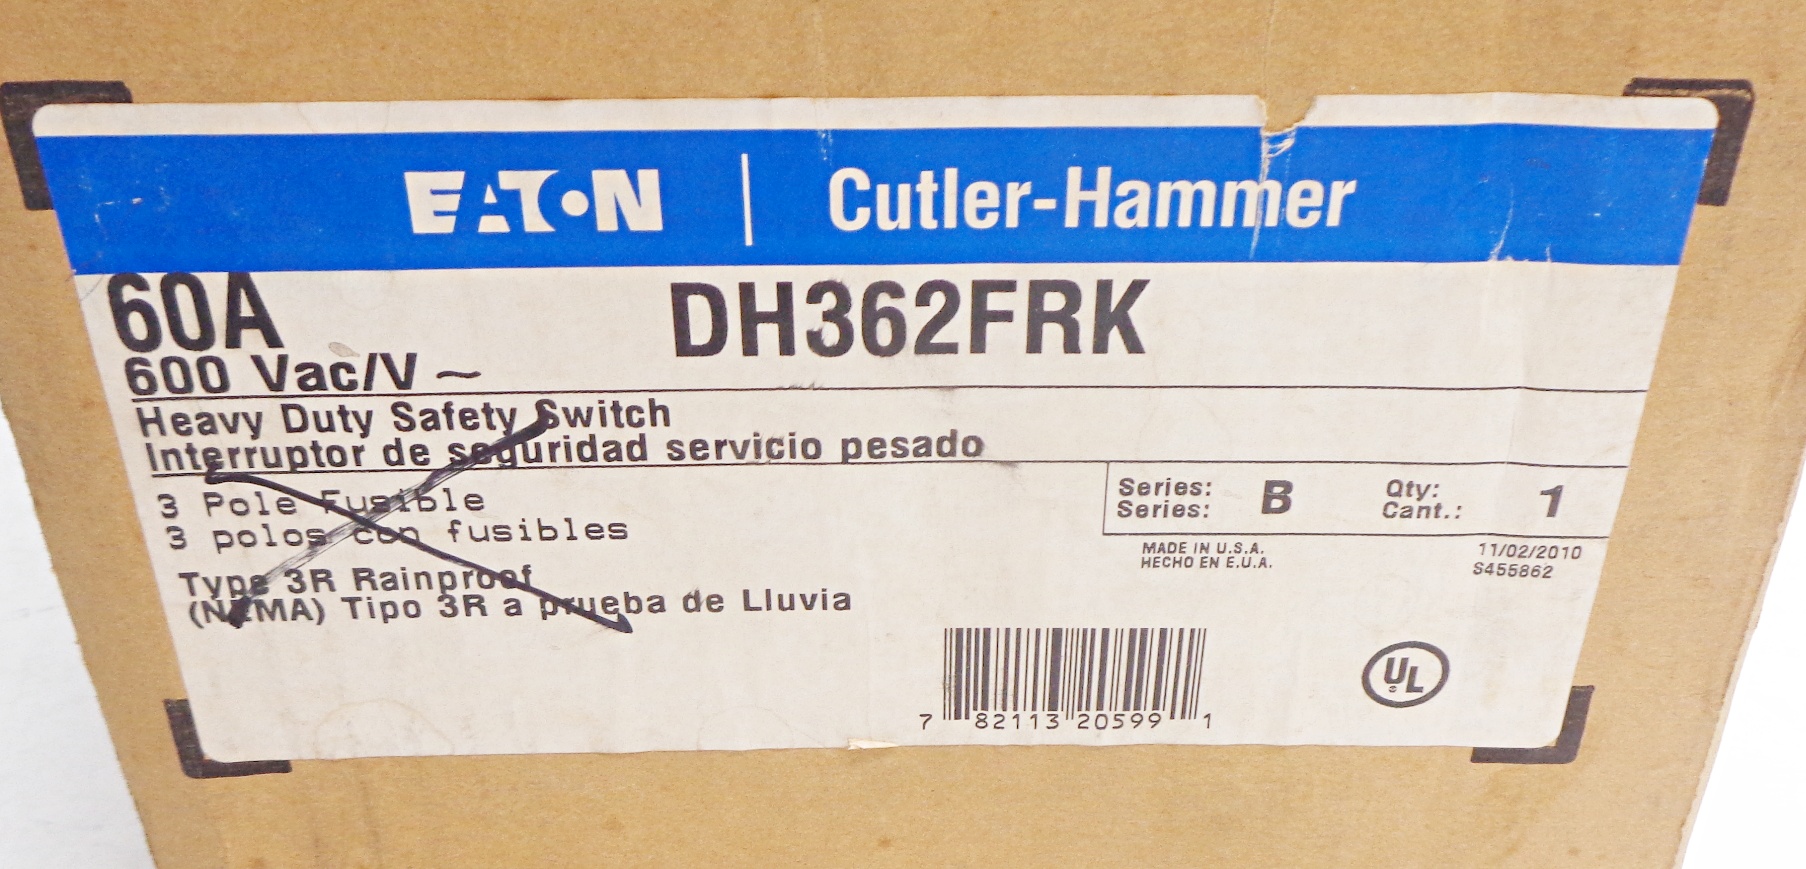 EATON | Cutler-Hammer
60A DH362FRK
600 Vac/V ~
Heavy Duty Safety Switch
Interruptor de seguridad servicio pesado
3 Pole Fusible
3 polos con fusibles
Type 3R Rainproof
(NEMA) Tipo 3R a prueba de Lluvia
Series: B Qty: 1
Series: Cant.:
MADE IN U.S.A. 11/02/2010
HECHO EN E.U.A. S455862
7 82113 20599 1
UL